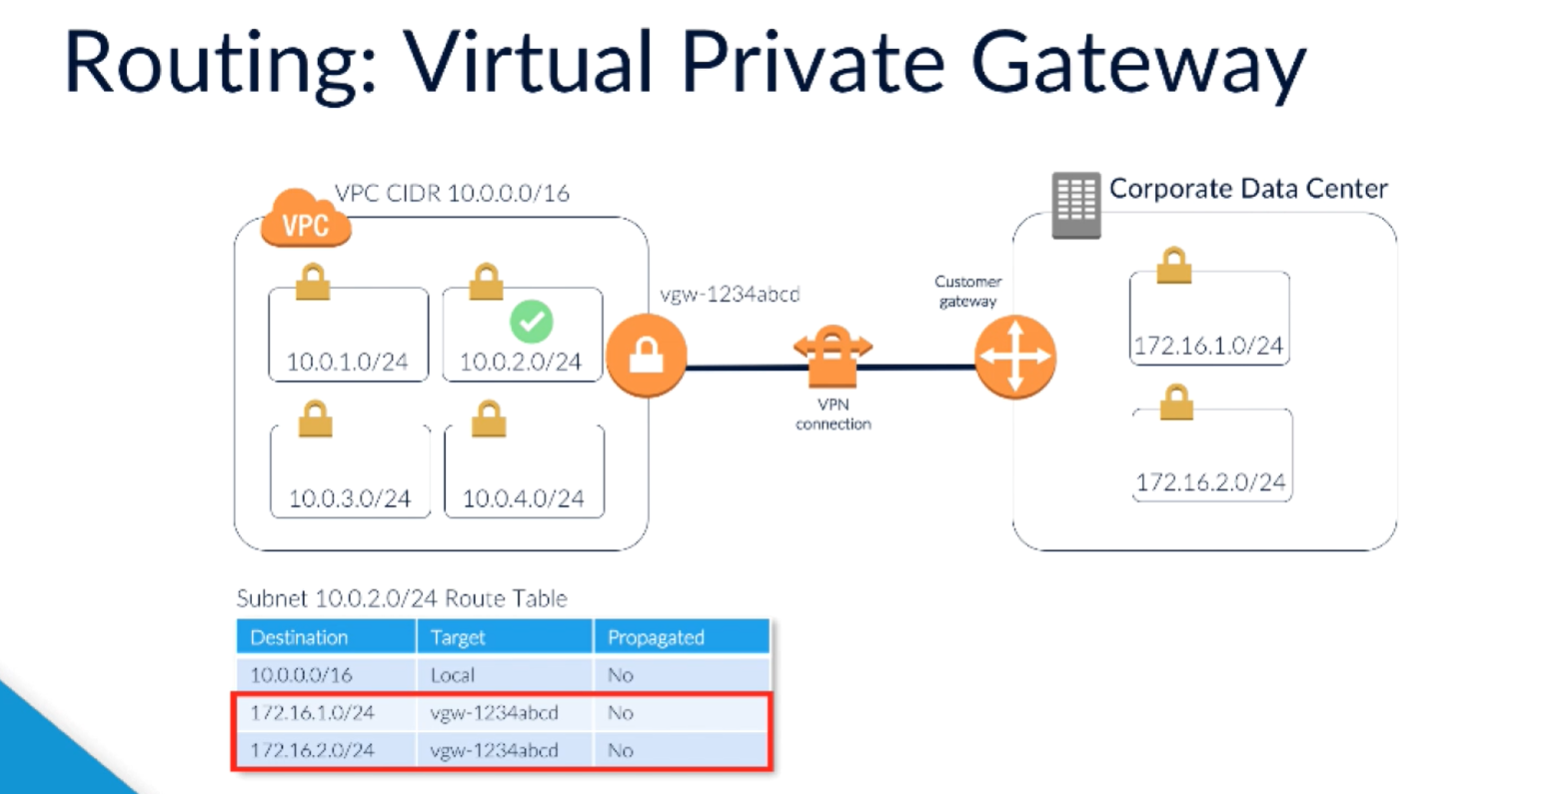 Routing: Virtual Private Gateway
VPC CIDR 10.0.0.0/16
VPC
Corporate Data Center
10.0.1.0/24
10.0.2.0/24
10.0.3.0/24
10.0.4.0/24
vgw-1234abcd
VPN
connection
Customer
gateway
172.16.1.0/24
172.16.2.0/24
Subnet 10.0.2.0/24 Route Table
Destination Target Propagated
10.0.0.0/16 Local No
172.16.1.0/24 vgw-1234abcd No
172.16.2.0/24 vgw-1234abcd No